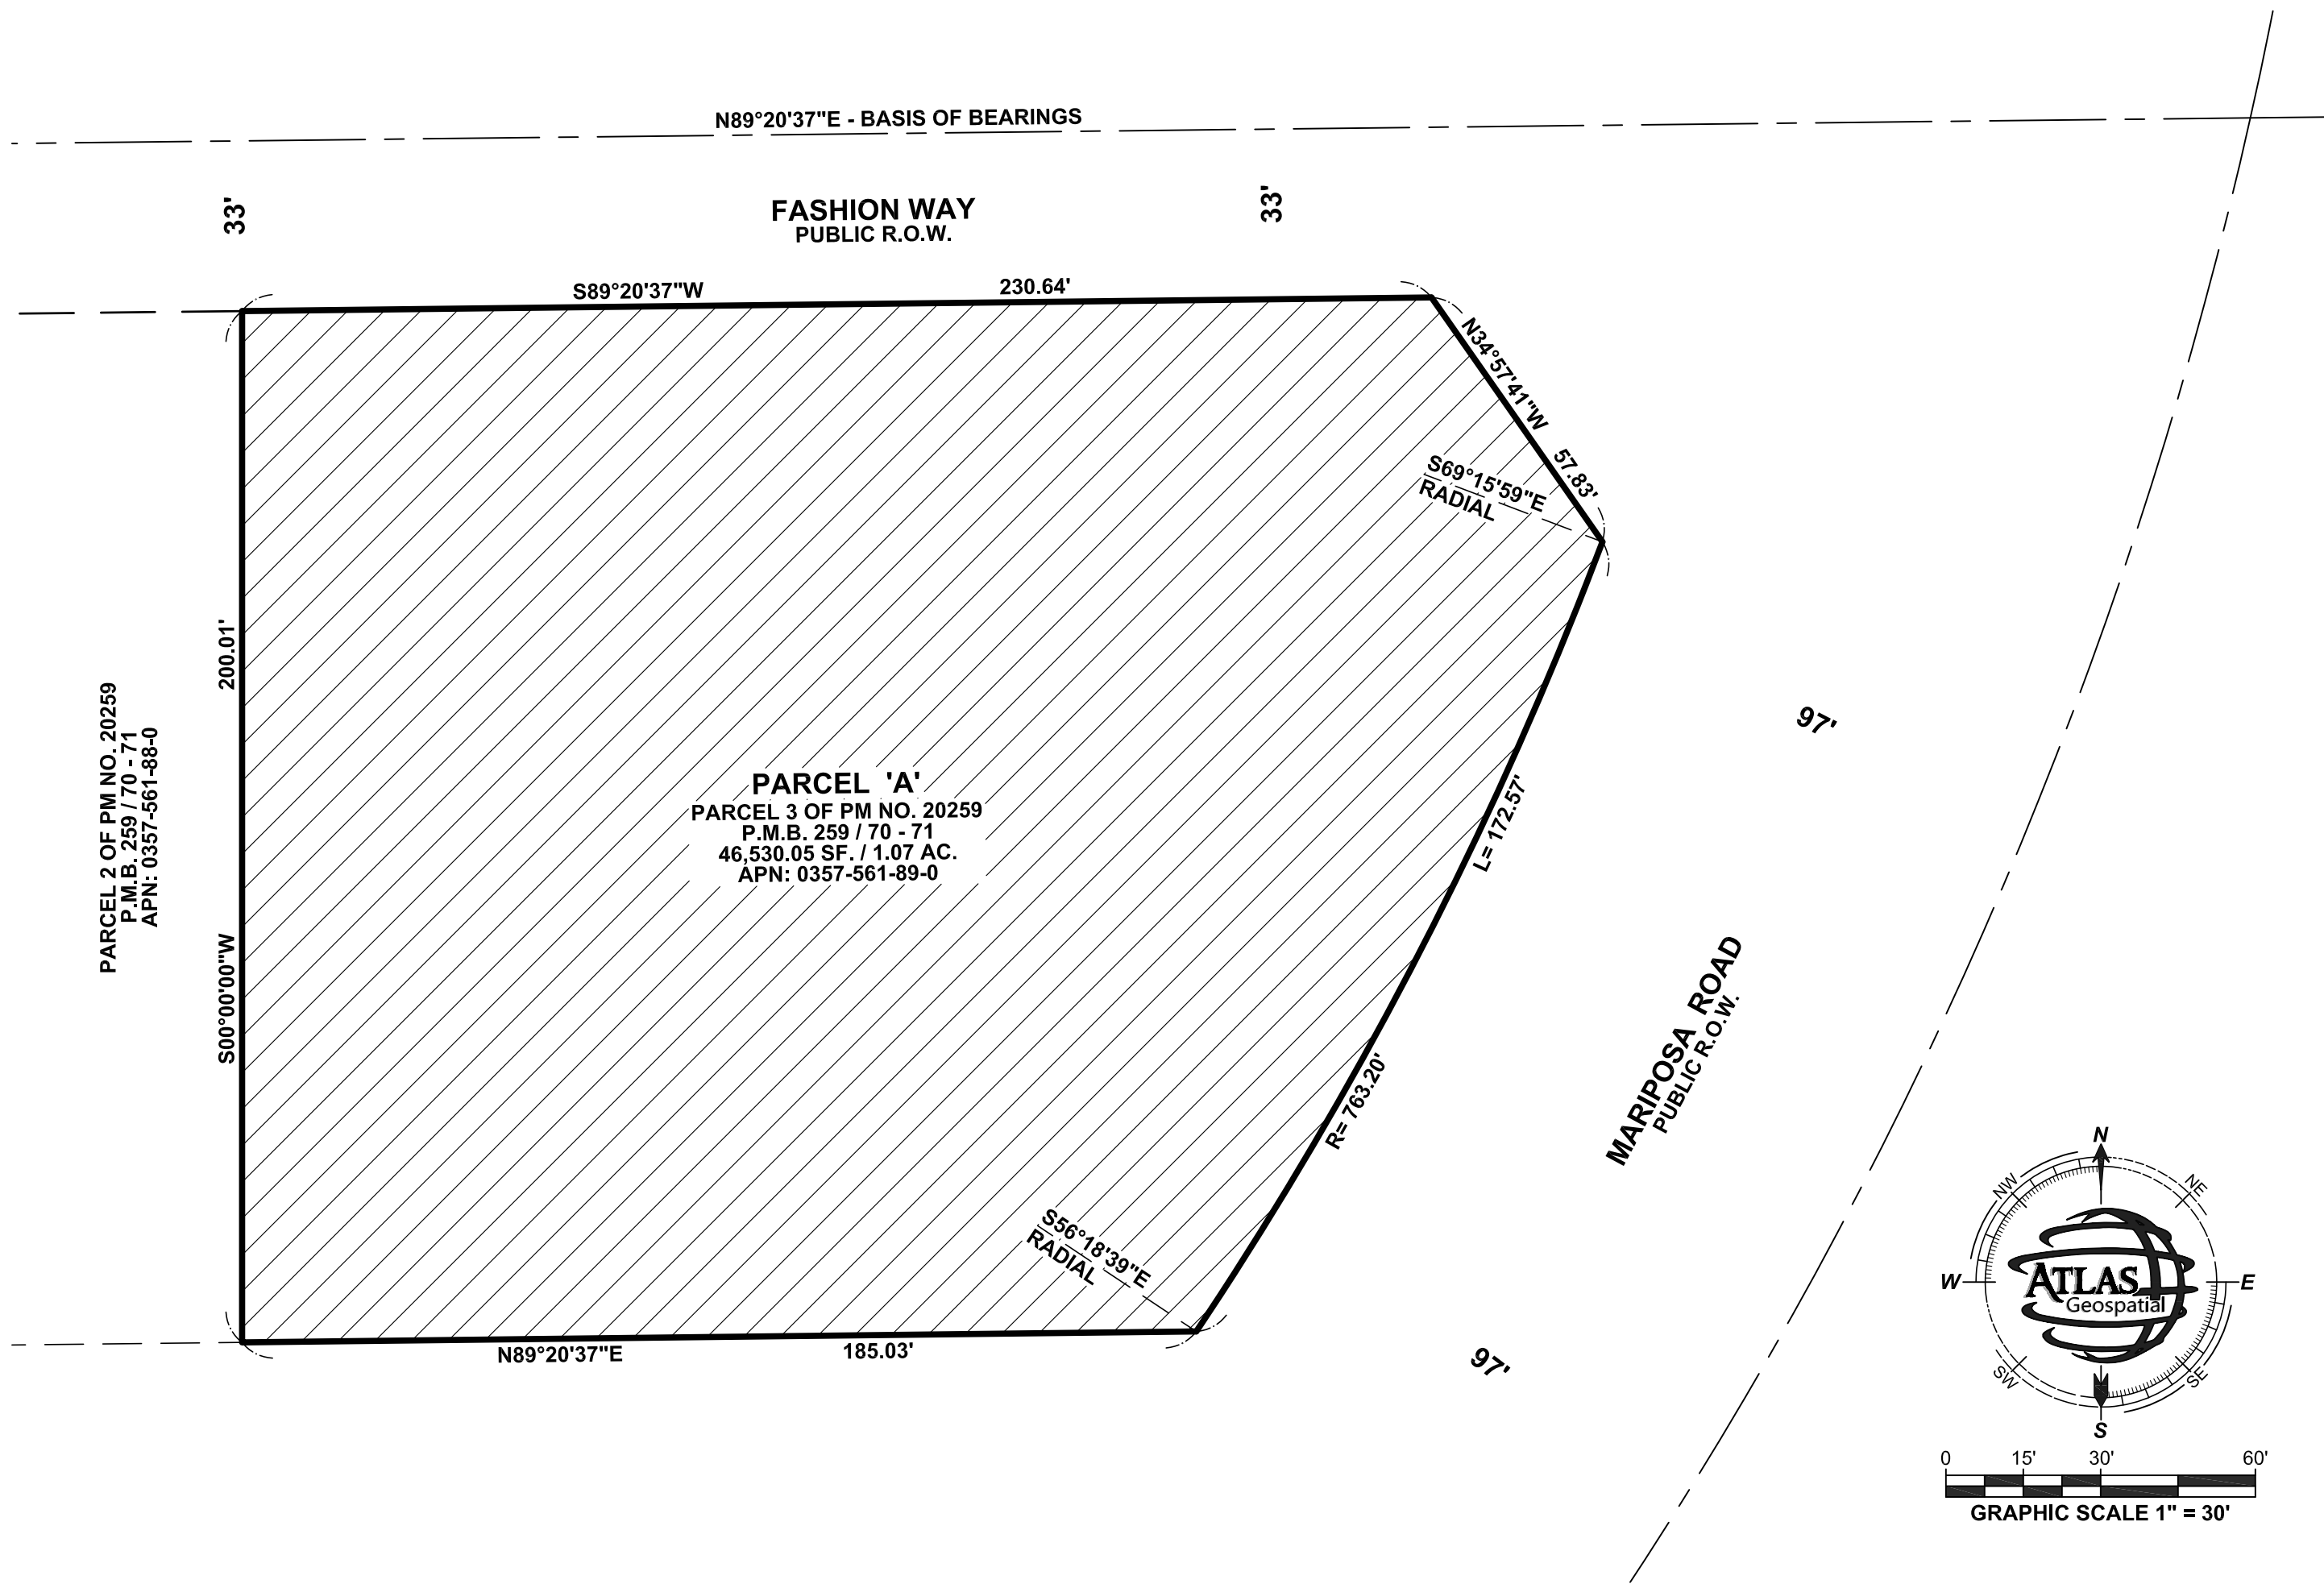 N89°20'37"E - BASIS OF BEARINGS
33'
33'
FASHION WAY
PUBLIC R.O.W.
S89°20'37"W
230.64'
N34°57'41"W
57.83'
S69°15'59"E
RADIAL
200.01'
S00°00'00"W
PARCEL 2 OF PM NO. 20259
P.M.B. 259 / 70 - 71
APN: 0357-561-88-0
PARCEL 'A'
PARCEL 3 OF PM NO. 20259
P.M.B. 259 / 70 - 71
46,530.05 SF. / 1.07 AC.
APN: 0357-561-89-0
97'
L= 172.57'
R= 763.20'
MARIPOSA ROAD
PUBLIC R.O.W.
S56°18'39"E
RADIAL
N89°20'37"E
185.03'
97'
N
NW
NE
W
ATLAS
Geospatial
E
SW
SE
S
0 15' 30' 60'
GRAPHIC SCALE 1" = 30'